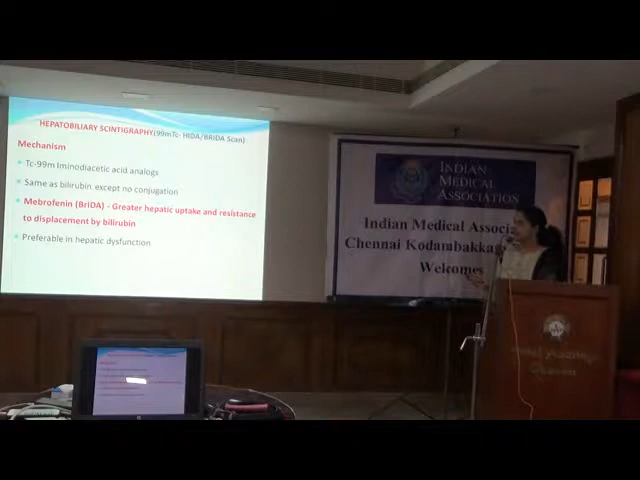 HEPATOBILIARY SCINTIGRAPHY(99mTc- HIDA/BRIDA Scan)
Mechanism
Tc-99m Iminodiacetic acid analogs
Same as bilirubin except no conjugation
Mebrofenin (BriDA) - Greater hepatic uptake and resistance
to displacement by bilirubin
Preferable in hepatic dysfunction
INDIAN
MEDICAL
ASSOCIATION
Indian Medical
Chennai
Welcomes